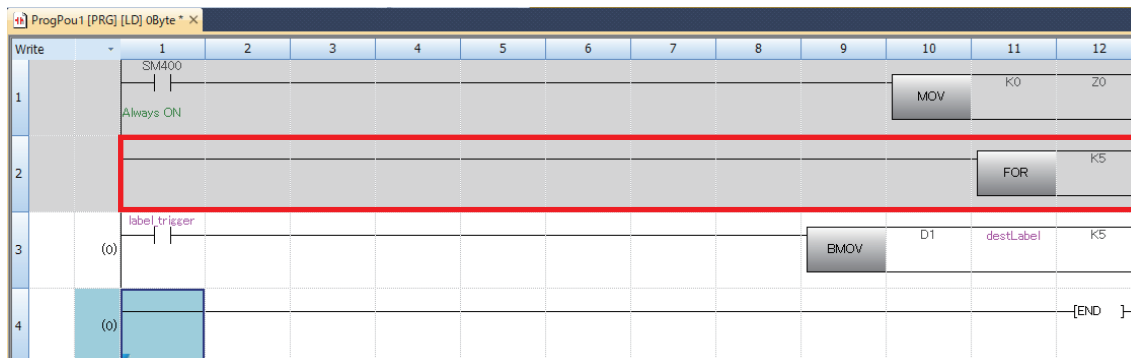 ProgPou1 [PRG] [LD] 0Byte * ×
Write 1 2 3 4 5 6 7 8 9 10 11 12
SM400
1 MOV K0 Z0
Always ON
2 FOR K5
label_trigger
3 (0) BMOV D1 destLabel K5
4 (0) [END ]